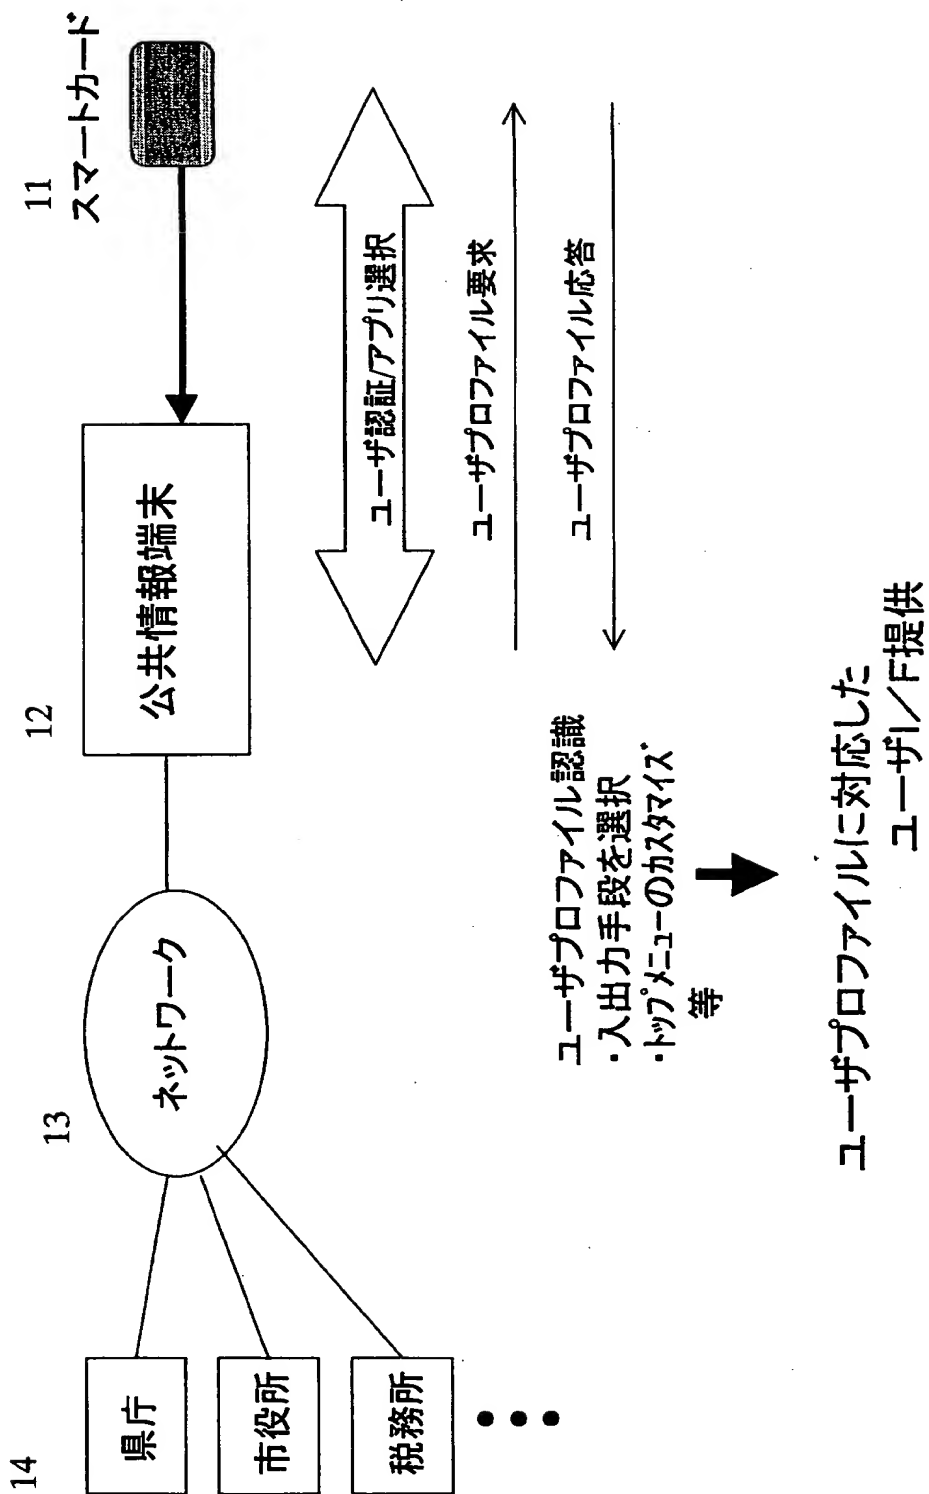 14
県庁
市役所
税務所
13
ネットワーク
12
公共情報端末
11
スマートカード
ユーザ認証/アプリ選択
ユーザプロファイル要求
ユーザプロファイル応答
ユーザプロファイル認識
・入出力手段を選択
・トップメニューのカスタマイズ
等
ユーザプロファイルに対応した
ユーザI／F提供